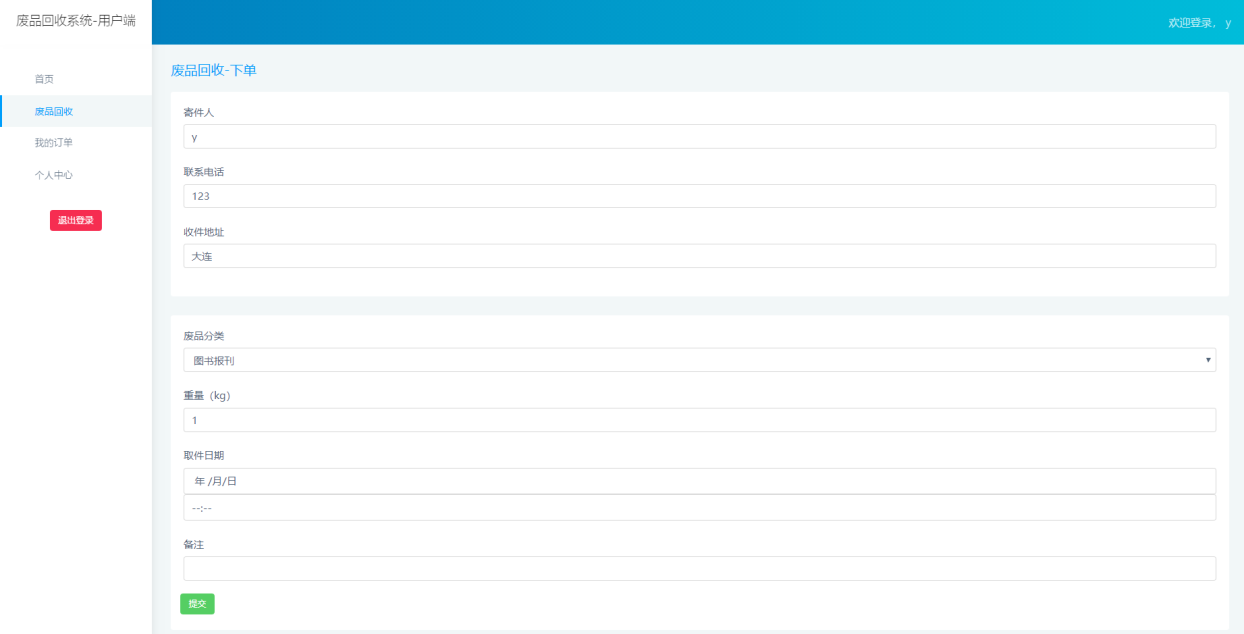 废品回收系统-用户端
欢迎登录， y
首页
废品回收
我的订单
个人中心
退出登录
废品回收-下单
寄件人
y
联系电话
123
收件地址
大连
废品分类
图书报刊
重量（kg）
1
取件日期
年 /月/日
--:--
备注
提交